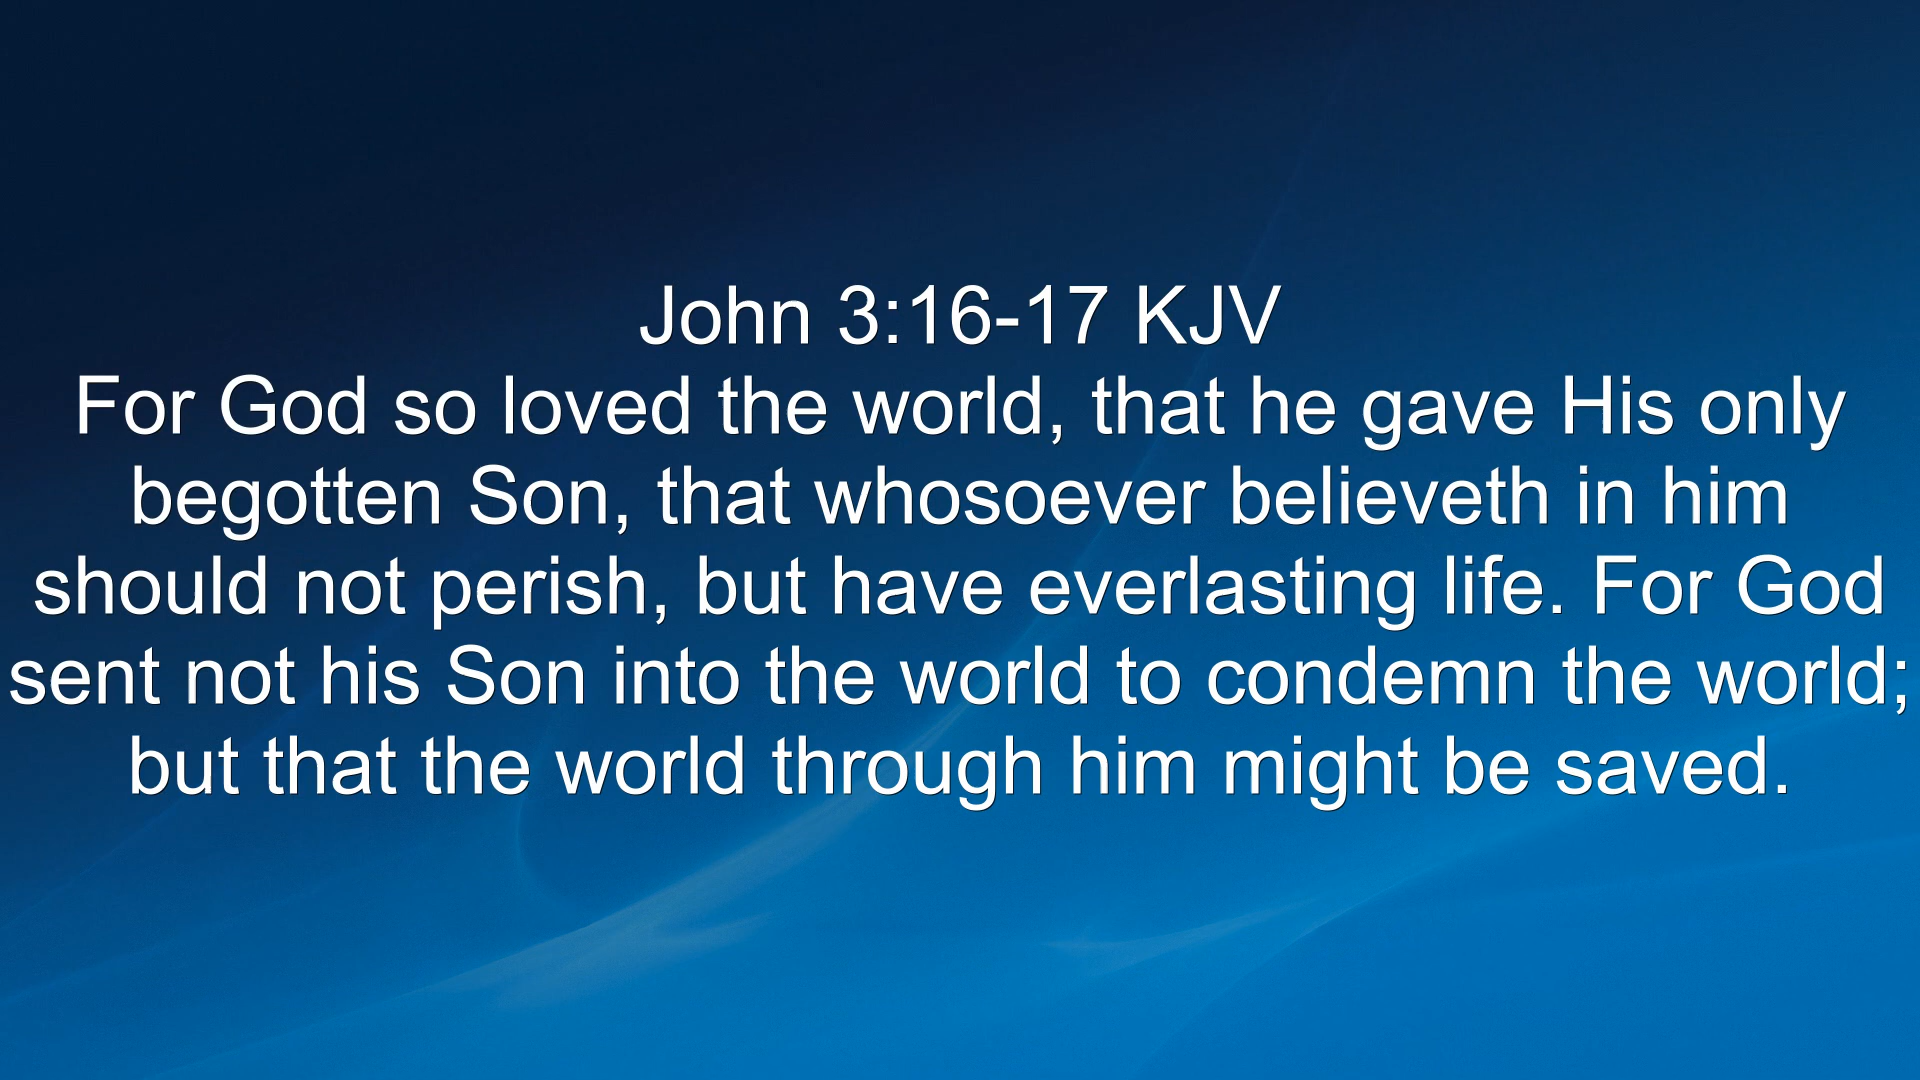 John 3:16-17 KJV
For God so loved the world, that he gave His only
begotten Son, that whosoever believeth in him
should not perish, but have everlasting life. For God
sent not his Son into the world to condemn the world;
but that the world through him might be saved.